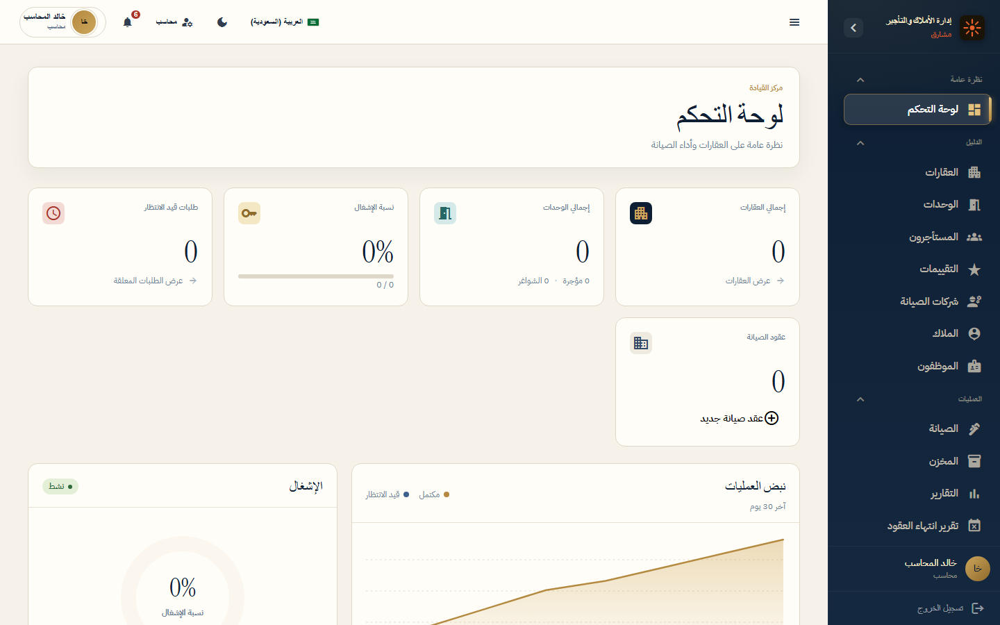 إدارة الأملاك والتأجير
مشارق
نظرة عامة
لوحة التحكم
الدليل
العقارات
الوحدات
المستأجرون
التقييمات
شركات الصيانة
الملاك
الموظفون
العمليات
الصيانة
المخزن
التقارير
تقرير انتهاء العقود
خالد المحاسب
خا
محاسب
تسجيل الخروج
العربية (السعودية)
محاسب
6
خا
خالد المحاسب
محاسب
مركز القيادة
لوحة التحكم
نظرة عامة على العقارات وأداء الصيانة
إجمالي العقارات
0
عرض العقارات
إجمالي الوحدات
0
0 مؤجرة · 0 الشواغر
نسبة الإشغال
0%
0 / 0
طلبات قيد الانتظار
0
عرض الطلبات المعلقة
عقود الصيانة
0
عقد صيانة جديد
نبض العمليات
آخر 30 يوم
مكتمل
قيد الانتظار
الإشغال
نشط
0%
نسبة الإشغال